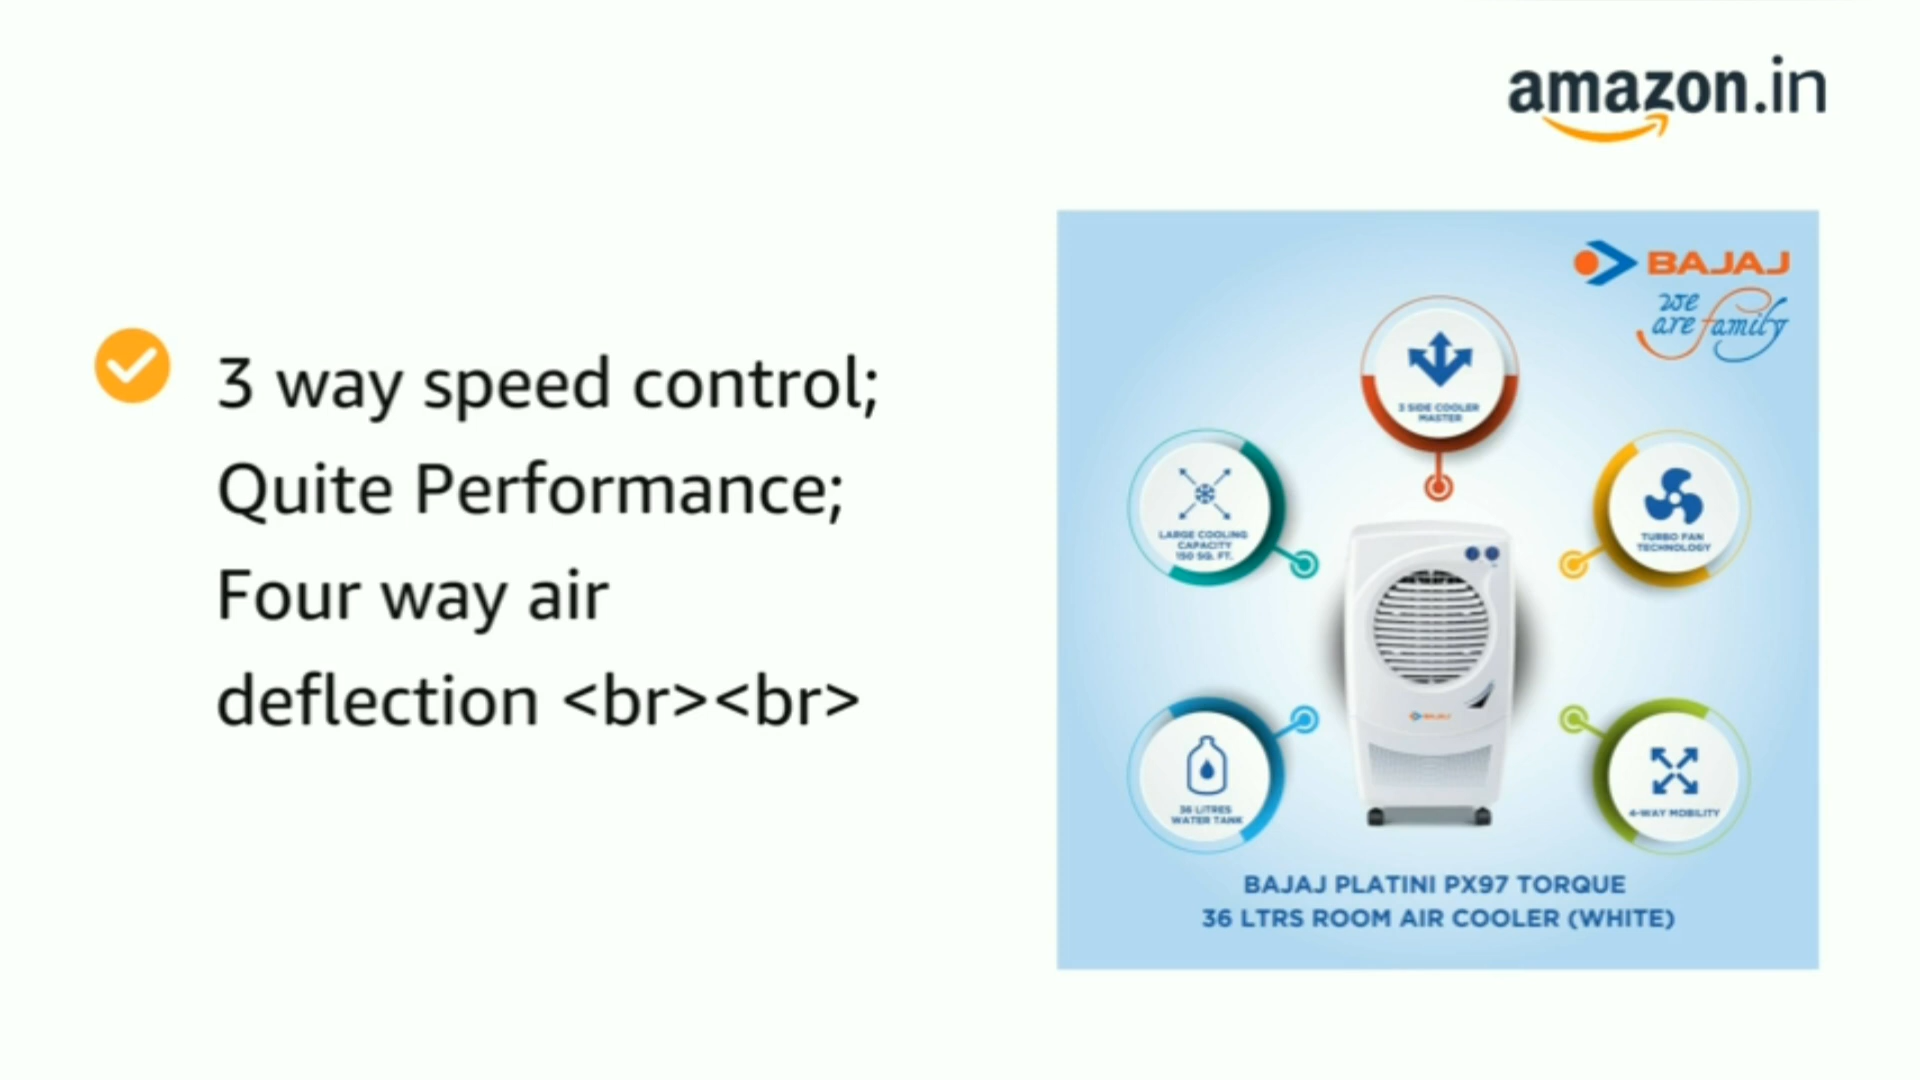 amazon.in
3 way speed control;
Quite Performance;
Four way air
deflection <br><br>
BAJAJ
we
are family
3 SIDE COOLER
MASTER
LARGE COOLING
CAPACITY
150 SQ. FT.
TURBO FAN
TECHNOLOGY
BAJAJ
36 LITRES
WATER TANK
4-WAY MOBILITY
BAJAJ PLATINI PX97 TORQUE
36 LTRS ROOM AIR COOLER (WHITE)